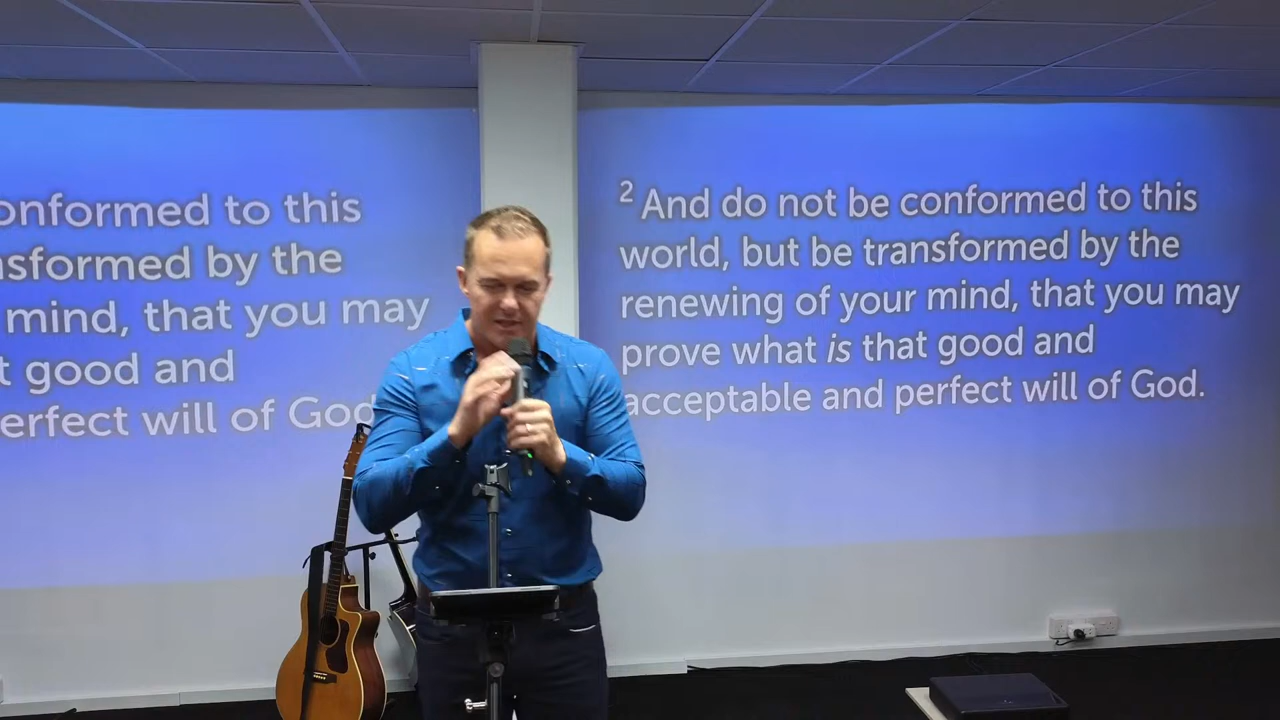 onformed to this
nsformed by the
mind, that you may
t good and
erfect will of God
2 And do not be conformed to this
world, but be transformed by the
renewing of your mind, that you may
prove what is that good and
acceptable and perfect will of God.